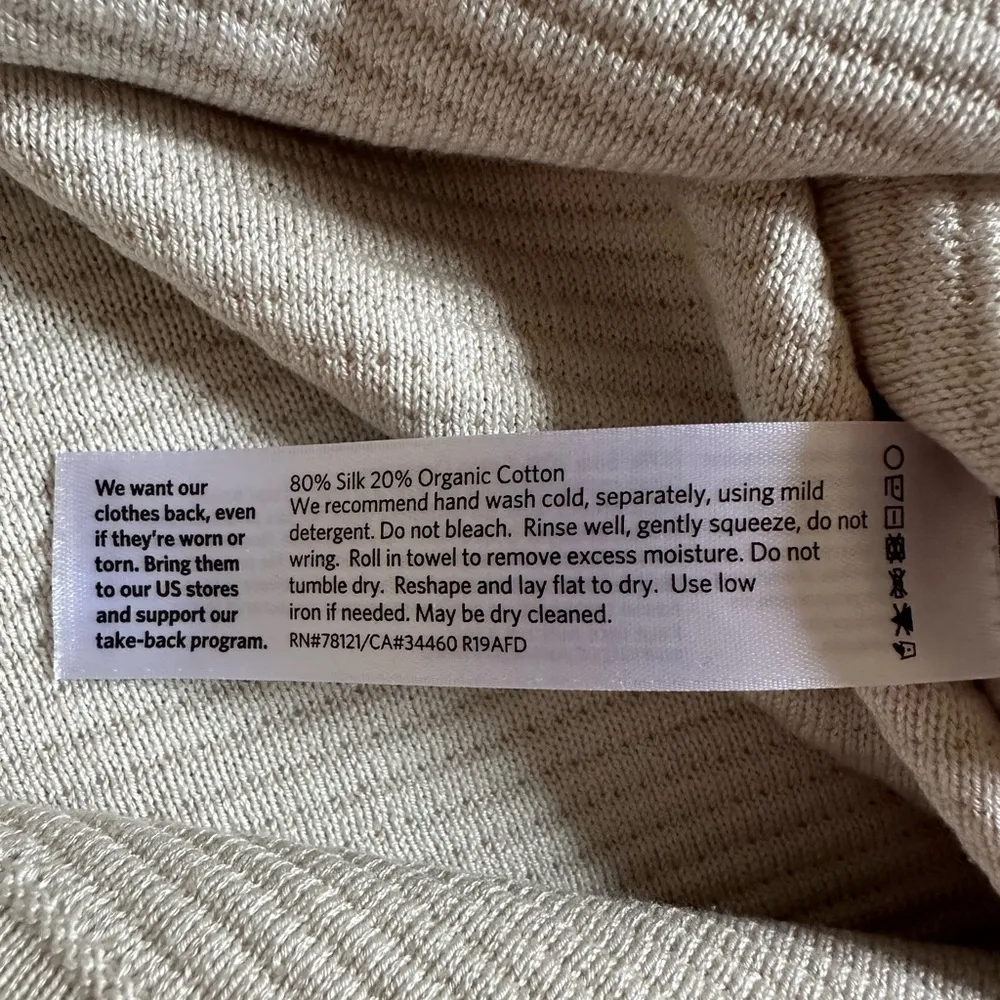 We want our
clothes back, even
if they're worn or
torn. Bring them
to our US stores
and support our
take-back program.
80% Silk 20% Organic Cotton
We recommend hand wash cold, separately, using mild
detergent. Do not bleach. Rinse well, gently squeeze, do not
wring. Roll in towel to remove excess moisture. Do not
tumble dry. Reshape and lay flat to dry. Use low
iron if needed. May be dry cleaned.
RN#78121/CA#34460 R19AFD